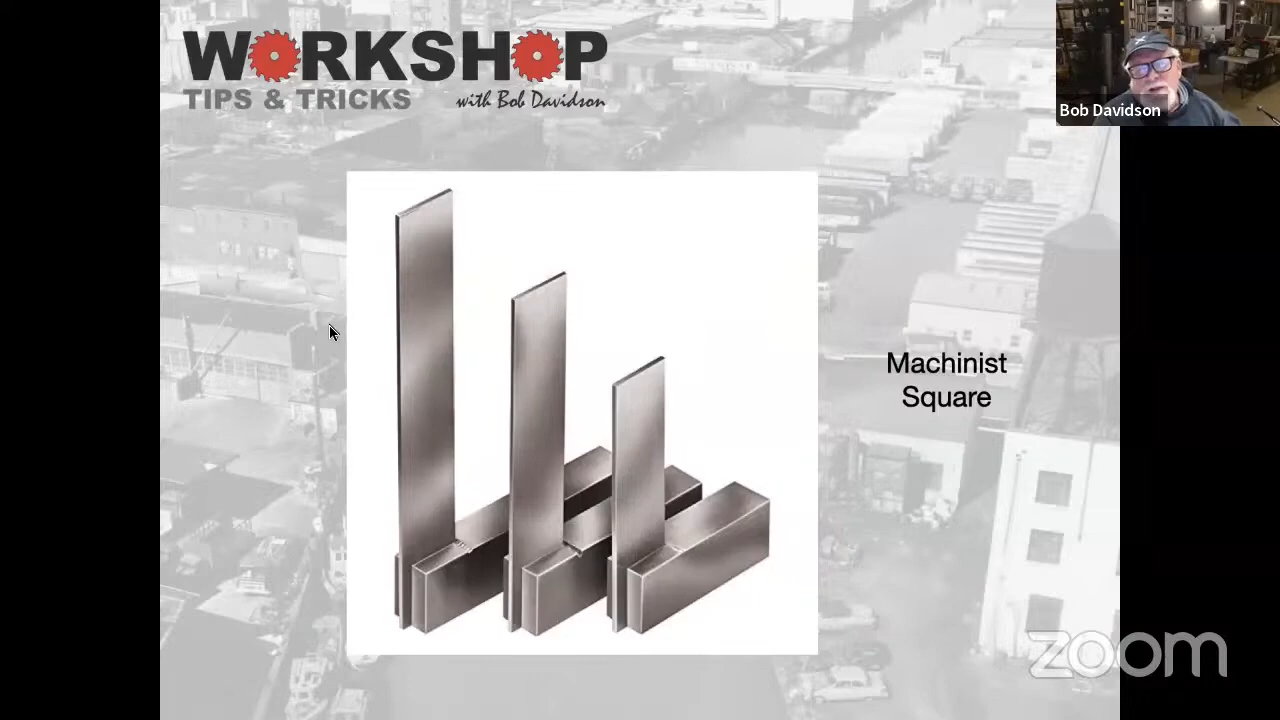 WORKSHOP
TIPS & TRICKS
with Bob Davidson
Bob Davidson
Machinist
Square
zoom